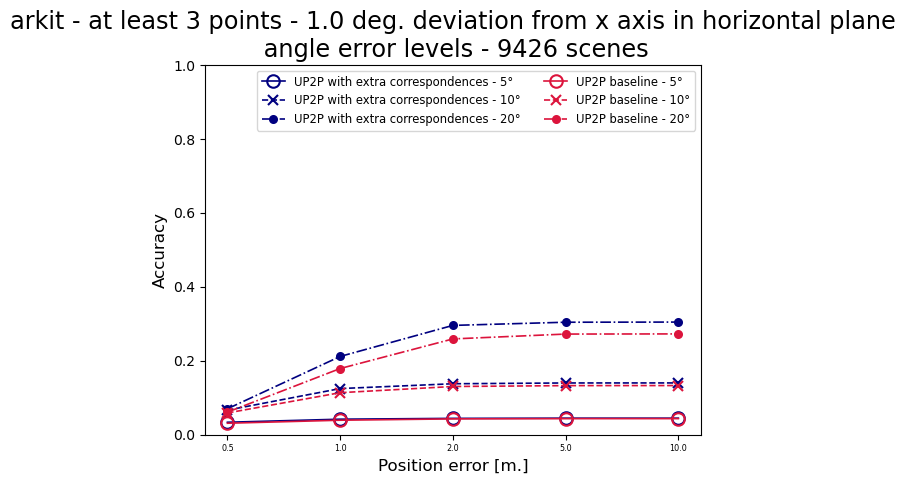 arkit - at least 3 points - 1.0 deg. deviation from x axis in horizontal plane
angle error levels - 9426 scenes
UP2P with extra correspondences - 5°
UP2P with extra correspondences - 10°
UP2P with extra correspondences - 20°
UP2P baseline - 5°
UP2P baseline - 10°
UP2P baseline - 20°
Accuracy
1.0
0.8
0.6
0.4
0.2
0.0
0.5 1.0 2.0 5.0 10.0
Position error [m.]